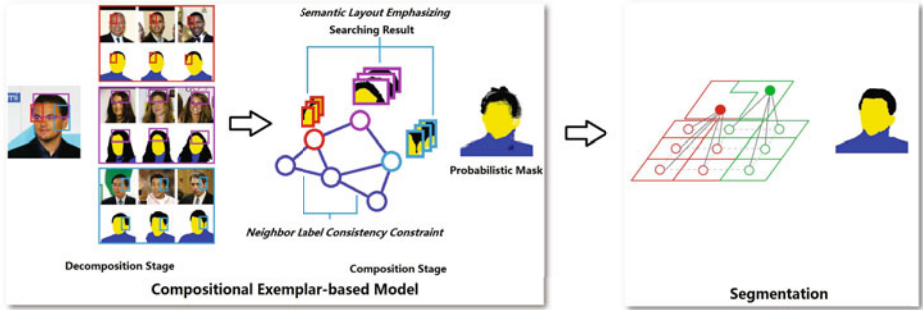 Semantic Layout Emphasizing
Searching Result
Probabilistic Mask
Neighbor Label Consistency Constraint
Decomposition Stage
Composition Stage
Compositional Exemplar-based Model
Segmentation